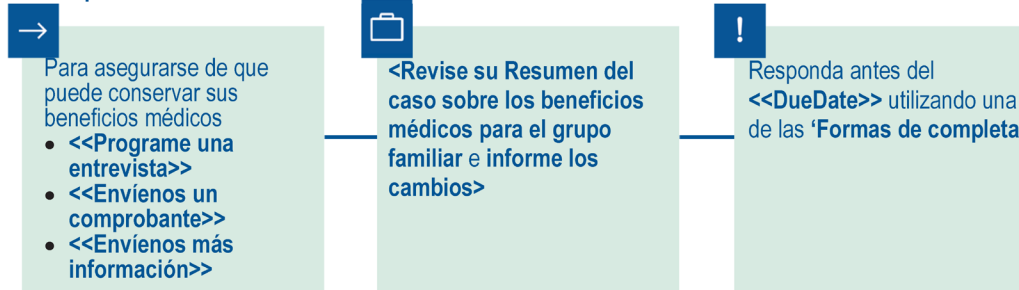 Para asegurarse de que
puede conservar sus
beneficios médicos
• <<Programe una
entrevista>>
• <<Envíenos un
comprobante>>
• <<Envíenos más
información>>
<Revise su Resumen del
caso sobre los beneficios
médicos para el grupo
familiar e informe los
cambios>
!
Responda antes del
<<DueDate>> utilizando una
de las ‘Formas de completa